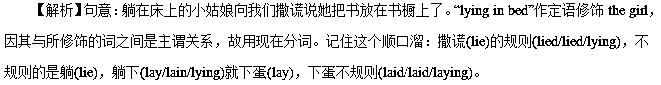 【解析】句意：躺在床上的小姑娘向我们撒谎说她把书放在书橱上了。“lying in bed”作定语修饰 the girl，
因其与所修饰的词之间是主谓关系，故用现在分词。记住这个顺口溜：撒谎(lie)的规则(lied/lied/lying)，不
规则的是躺(lie)，躺下(lay/lain/lying)就下蛋(lay)，下蛋不规则(laid/laid/laying)。